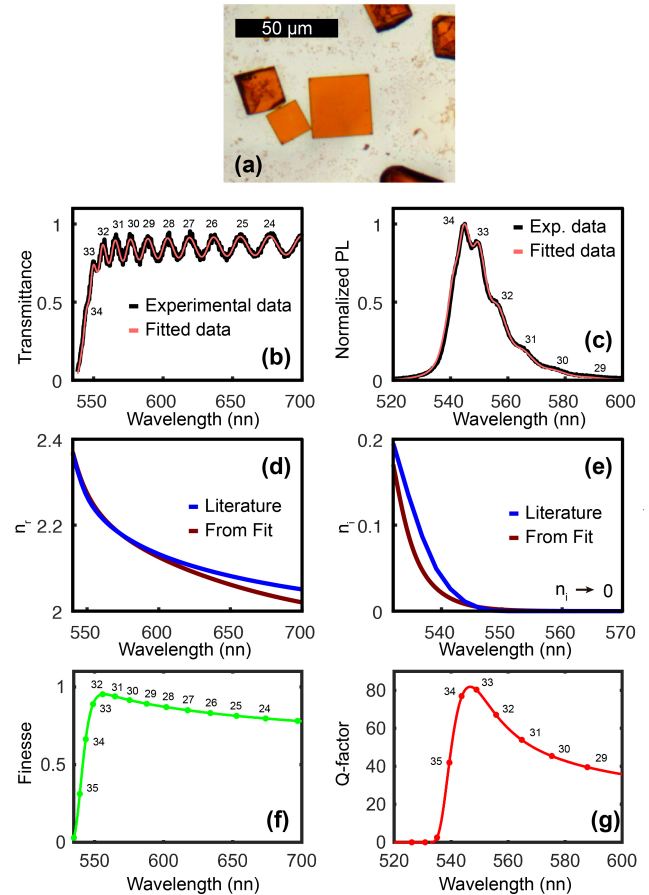 50 µm
(a)
1
0.5
0
Transmittance
34
33
32
31
30
29
28
27
26
25
24
Experimental data
Fitted data
(b)
550
600
650
700
Wavelength (nn)
1
0.5
0
Normalized PL
34
33
32
31
30
29
Exp. data
Fitted data
(c)
520
540
560
580
600
Wavelength (nn)
2.4
2.2
2
n_r
(d)
Literature
From Fit
550
600
650
700
Wavelength (nn)
0.2
0.1
0
n_i
(e)
Literature
From Fit
n_i → 0
540
550
560
570
Wavelength (nn)
1
0.5
0
Finesse
35
34
33
32
31
30
29
28
27
26
25
24
(f)
550
600
650
700
Wavelength (nn)
80
60
40
20
0
Q-factor
35
34
33
32
31
30
29
(g)
520
540
560
580
600
Wavelength (nn)